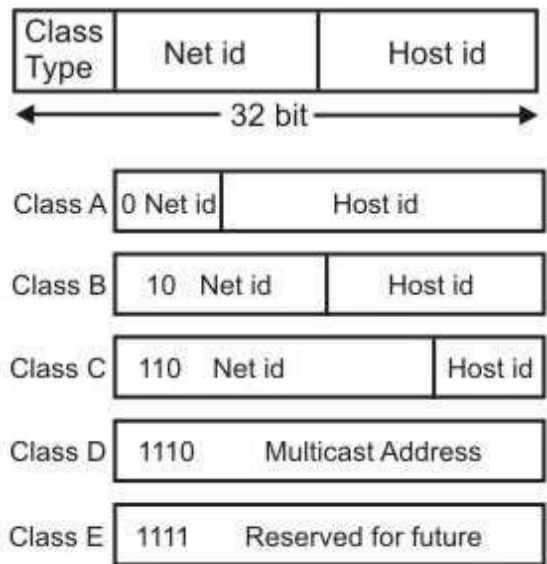 Class Type Net id Host id
32 bit
Class A 0 Net id Host id
Class B 10 Net id Host id
Class C 110 Net id Host id
Class D 1110 Multicast Address
Class E 1111 Reserved for future